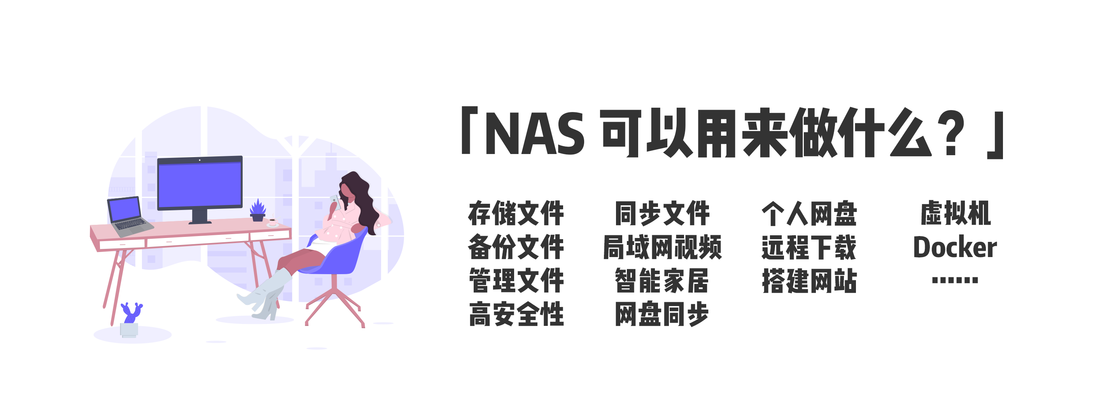 「NAS 可以用来做什么？」
存储文件 同步文件 个人网盘 虚拟机
备份文件 局域网视频 远程下载 Docker
管理文件 智能家居 搭建网站 ······
高安全性 网盘同步